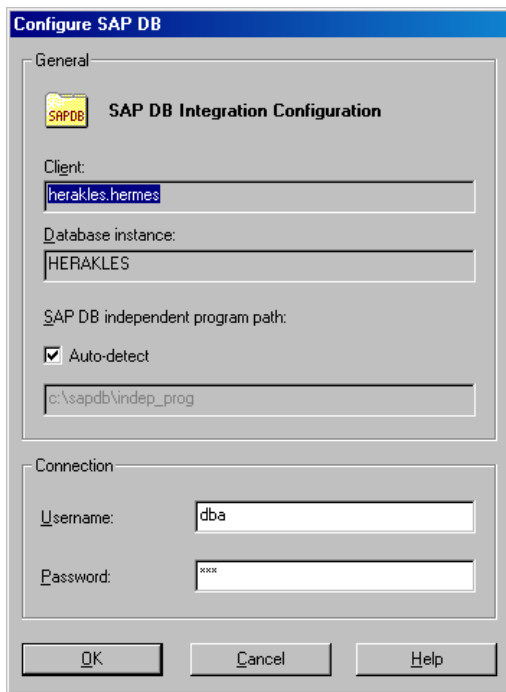 Configure SAP DB
General
SAPDB
SAP DB Integration Configuration
Client:
herakles.hermes
Database instance:
HERAKLES
SAP DB independent program path:
Auto-detect
c:\sapdb\indep_prog
Connection
Username:
dba
Password:
***
OK
Cancel
Help